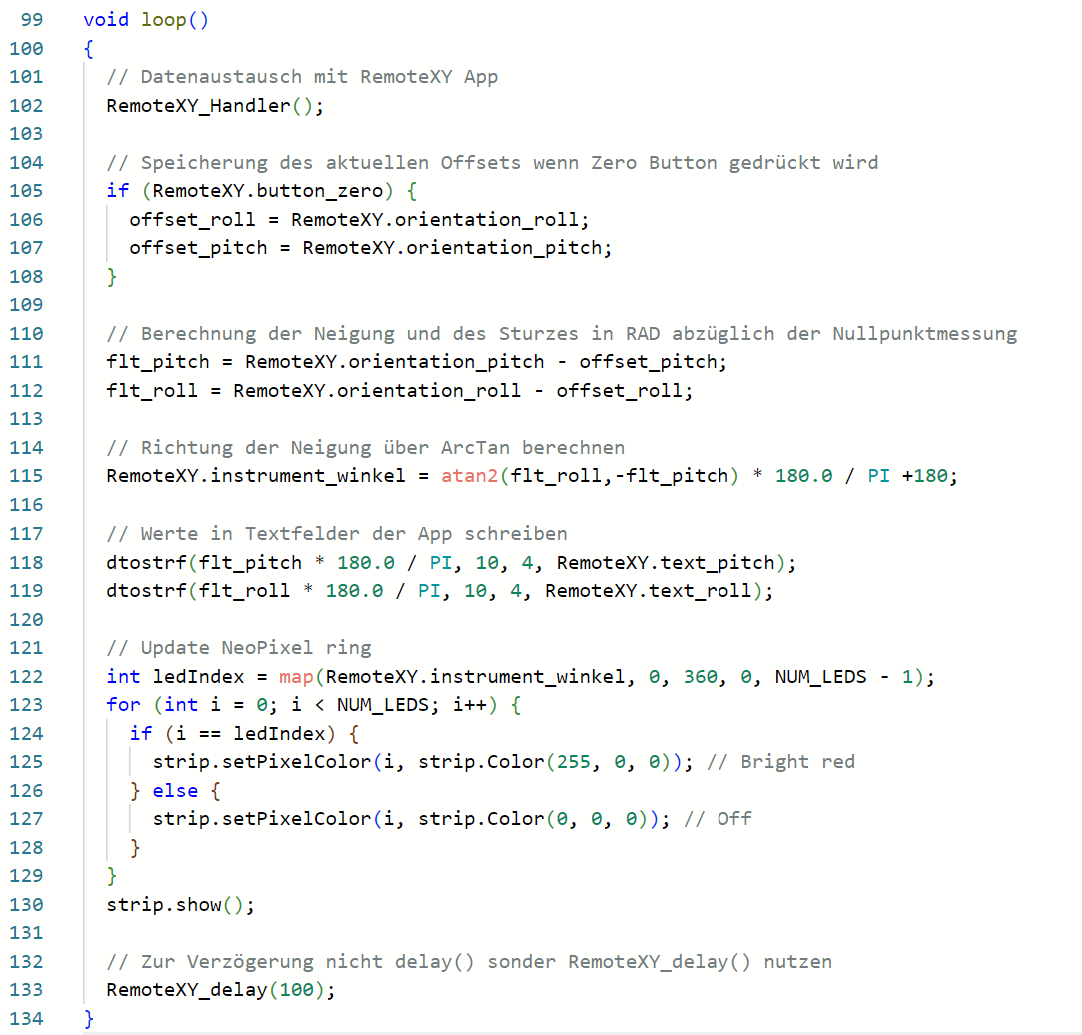 99 void loop()
100 {
101 // Datenaustausch mit RemoteXY App
102 RemoteXY_Handler();
103
104 // Speicherung des aktuellen Offsets wenn Zero Button gedrückt wird
105 if (RemoteXY.button_zero) {
106 offset_roll = RemoteXY.orientation_roll;
107 offset_pitch = RemoteXY.orientation_pitch;
108 }
109
110 // Berechnung der Neigung und des Sturzes in RAD abzüglich der Nullpunktmessung
111 flt_pitch = RemoteXY.orientation_pitch - offset_pitch;
112 flt_roll = RemoteXY.orientation_roll - offset_roll;
113
114 // Richtung der Neigung über ArcTan berechnen
115 RemoteXY.instrument_winkel = atan2(flt_roll,-flt_pitch) * 180.0 / PI +180;
116
117 // Werte in Textfelder der App schreiben
118 dtostrf(flt_pitch * 180.0 / PI, 10, 4, RemoteXY.text_pitch);
119 dtostrf(flt_roll * 180.0 / PI, 10, 4, RemoteXY.text_roll);
120
121 // Update NeoPixel ring
122 int ledIndex = map(RemoteXY.instrument_winkel, 0, 360, 0, NUM_LEDS - 1);
123 for (int i = 0; i < NUM_LEDS; i++) {
124 if (i == ledIndex) {
125 strip.setPixelColor(i, strip.Color(255, 0, 0)); // Bright red
126 } else {
127 strip.setPixelColor(i, strip.Color(0, 0, 0)); // Off
128 }
129 }
130 strip.show();
131
132 // Zur Verzögerung nicht delay() sonder RemoteXY_delay() nutzen
133 RemoteXY_delay(100);
134 }